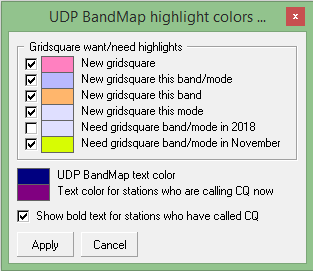 UDP BandMap highlight colors ...
x
Gridsquare want/need highlights
New gridsquare
New gridsquare this band/mode
New gridsquare this band
New gridsquare this mode
Need gridsquare band/mode in 2018
Need gridsquare band/mode in November
UDP BandMap text color
Text color for stations who are calling CQ now
Show bold text for stations who have called CQ
Apply Cancel